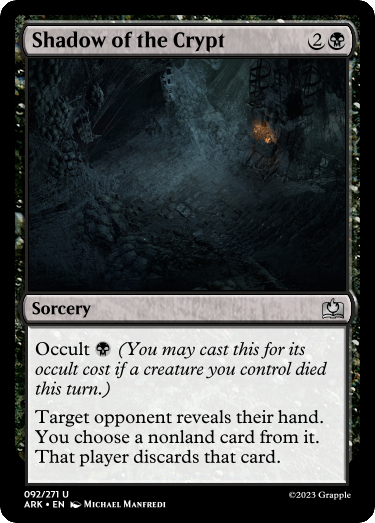 Shadow of the Crypt 2
Sorcery
Occult (You may cast this for its
occult cost if a creature you control died
this turn.)
Target opponent reveals their hand.
You choose a nonland card from it.
That player discards that card.
092/271 U
ARK • EN Michael Manfredi
©2023 Grapple